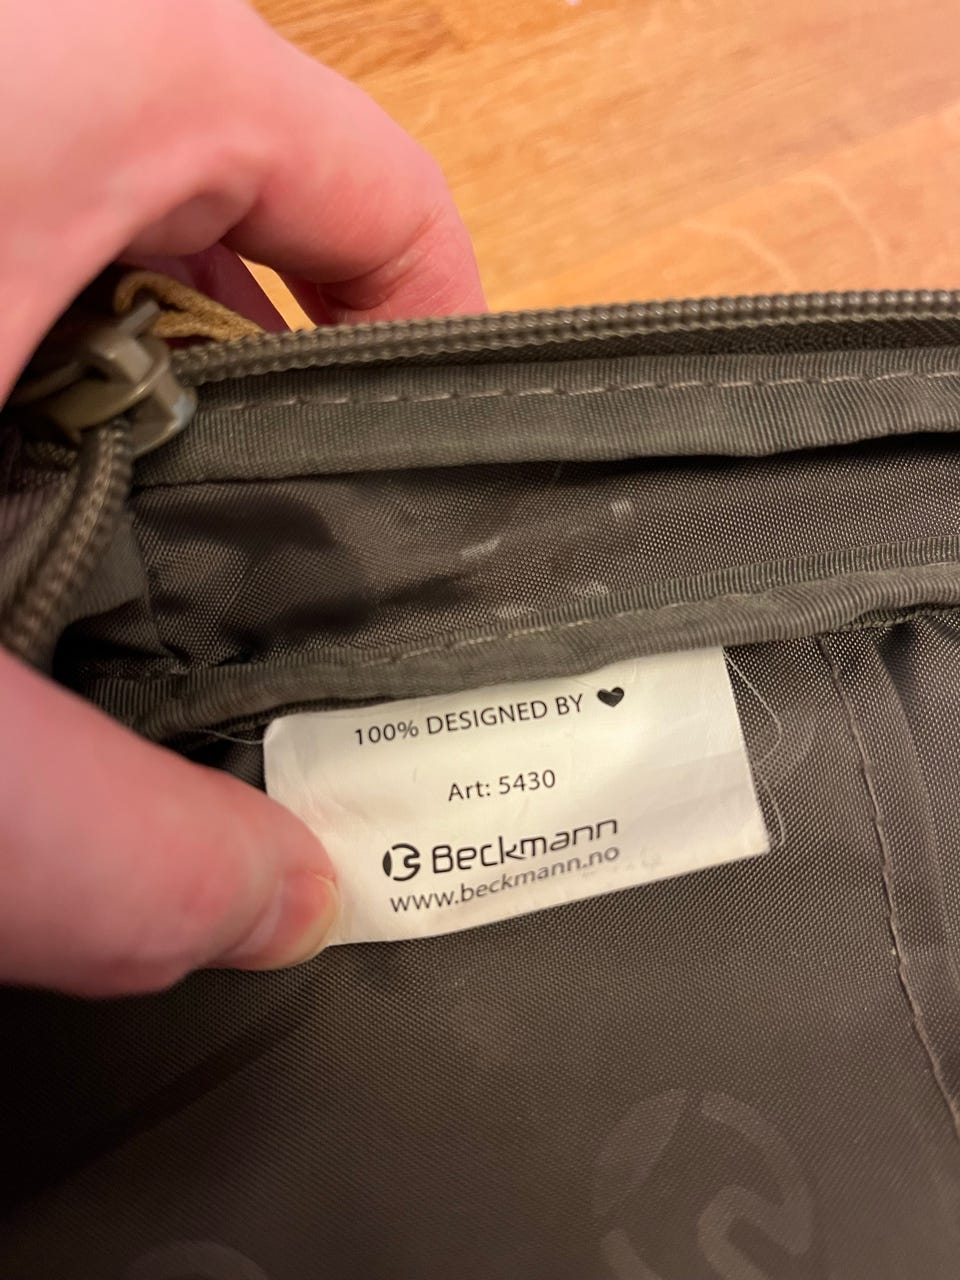 100% DESIGNED BY ♥
Art: 5430
Beckmann
www.beckmann.no